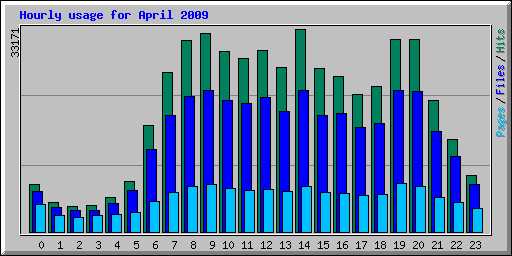 Hourly usage for April 2009
33171
Pages / Files / Hits
0 1 2 3 4 5 6 7 8 9 10 11 12 13 14 15 16 17 18 19 20 21 22 23